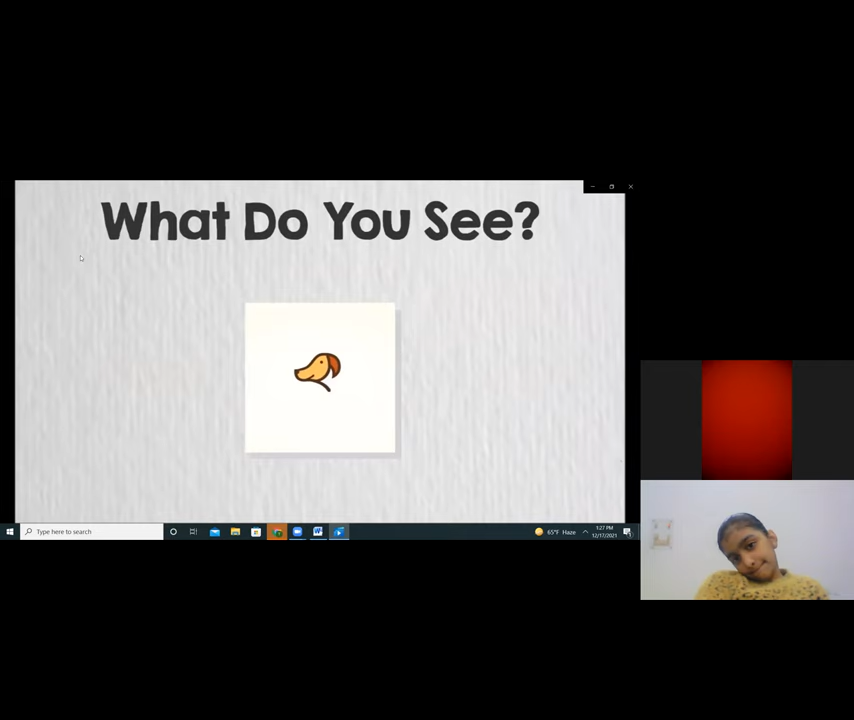 What Do You See?
Type here to search
65°F Haze
1:27 PM
12/17/2021